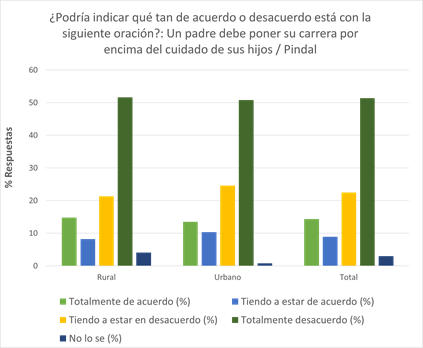 ¿Podría indicar qué tan de acuerdo o desacuerdo está con la
siguiente oración?: Un padre debe poner su carrera por
encima del cuidado de sus hijos / Pindal
% Respuestas
60
50
40
30
20
10
0
Rural
Urbano
Total
Totalmente de acuerdo (%)
Tiendo a estar de acuerdo (%)
Tiendo a estar en desacuerdo (%)
Totalmente desacuerdo (%)
No lo se (%)